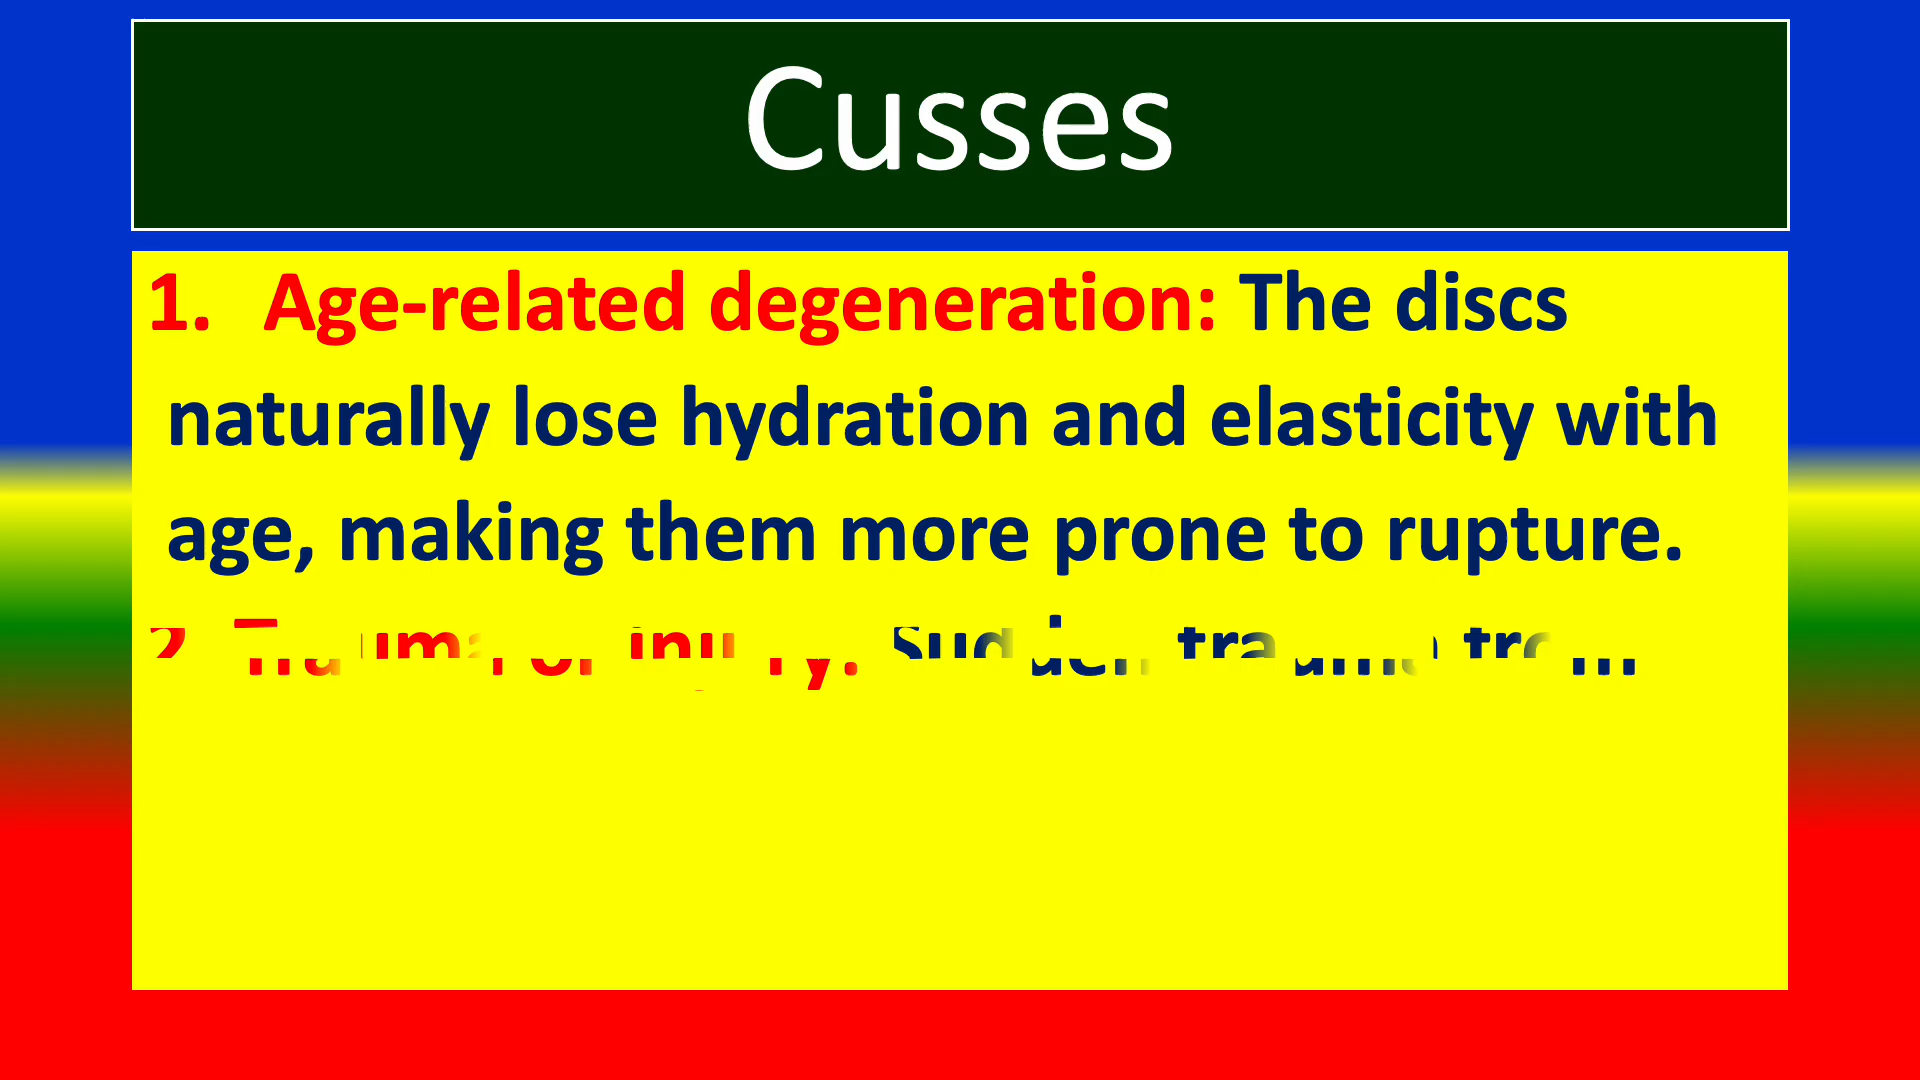 Cusses
1. Age-related degeneration: The discs
naturally lose hydration and elasticity with
age, making them more prone to rupture.
2. Trauma or injury: Sudden trauma from